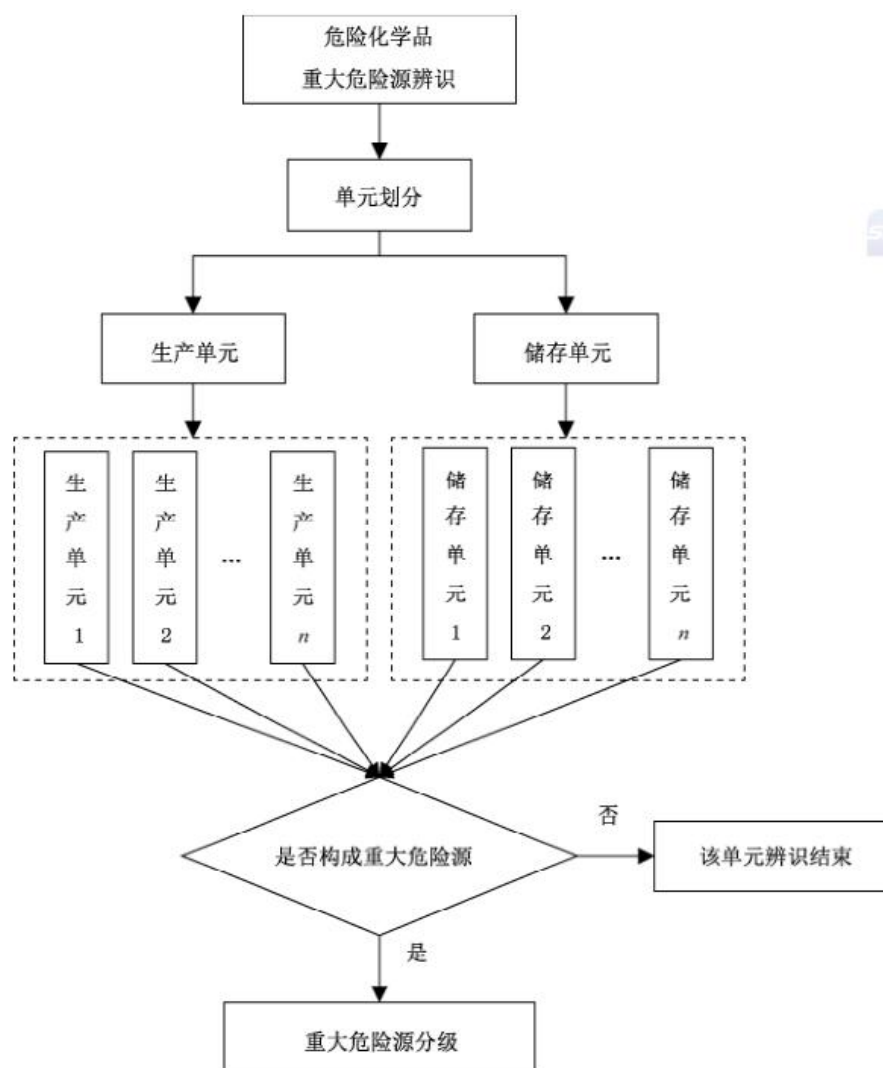 危险化学品
重大危险源辨识
单元划分
生产单元
储存单元
生产单元1
生产单元2
…
生产单元n
储存单元1
储存单元2
…
储存单元n
是否构成重大危险源
否
该单元辨识结束
是
重大危险源分级